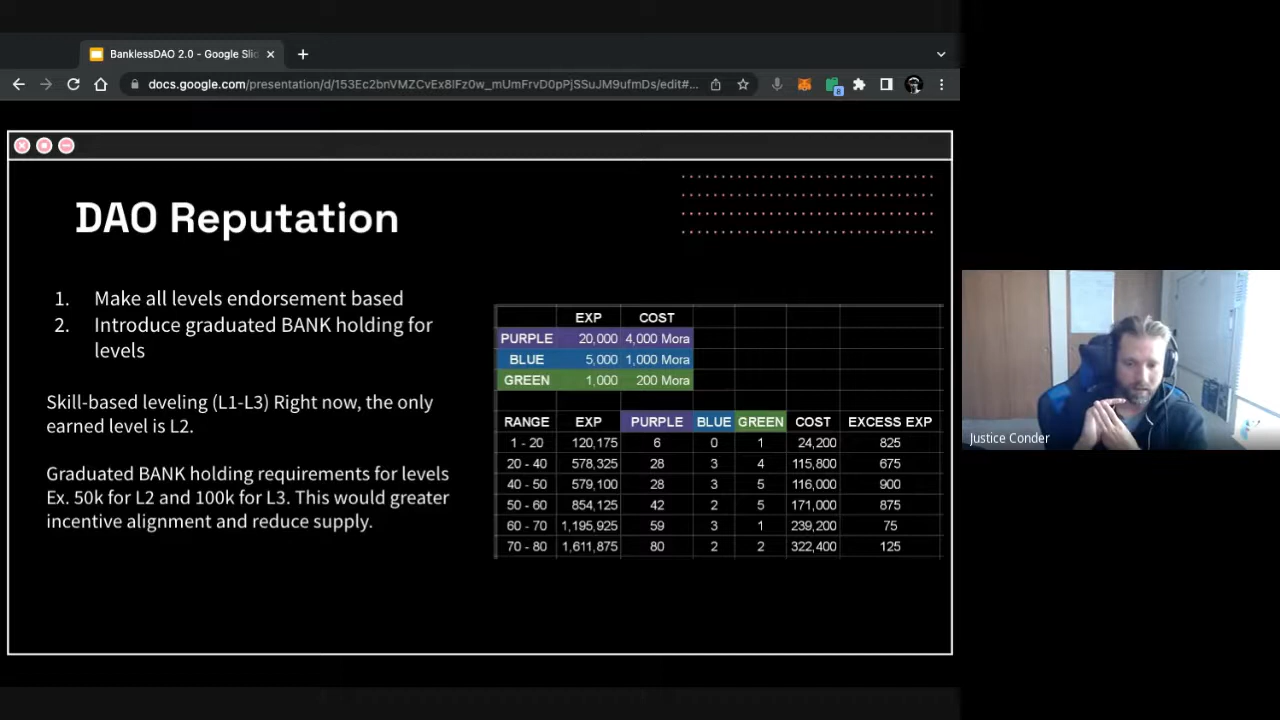 BanklessDAO 2.0 - Google Slic
docs.google.com/presentation/d/153Ec2bnVMZCvEx8IFz0w_mUmFrvD0pPjSSuJM9ufmDs/edit#...
8
DAO Reputation
1. Make all levels endorsement based
2. Introduce graduated BANK holding for
levels
Skill-based leveling (L1-L3) Right now, the only
earned level is L2.
Graduated BANK holding requirements for levels
Ex. 50k for L2 and 100k for L3. This would greater
incentive alignment and reduce supply.
EXP COST
PURPLE 20,000 4,000 Mora
BLUE 5,000 1,000 Mora
GREEN 1,000 200 Mora
RANGE EXP PURPLE BLUE GREEN COST EXCESS EXP
1 - 20 120,175 6 0 1 24,200 825
20 - 40 578,325 28 3 4 115,800 675
40 - 50 579,100 28 3 5 116,000 900
50 - 60 854,125 42 2 5 171,000 875
60 - 70 1,195,925 59 3 1 239,200 75
70 - 80 1,611,875 80 2 2 322,400 125
Justice Conder